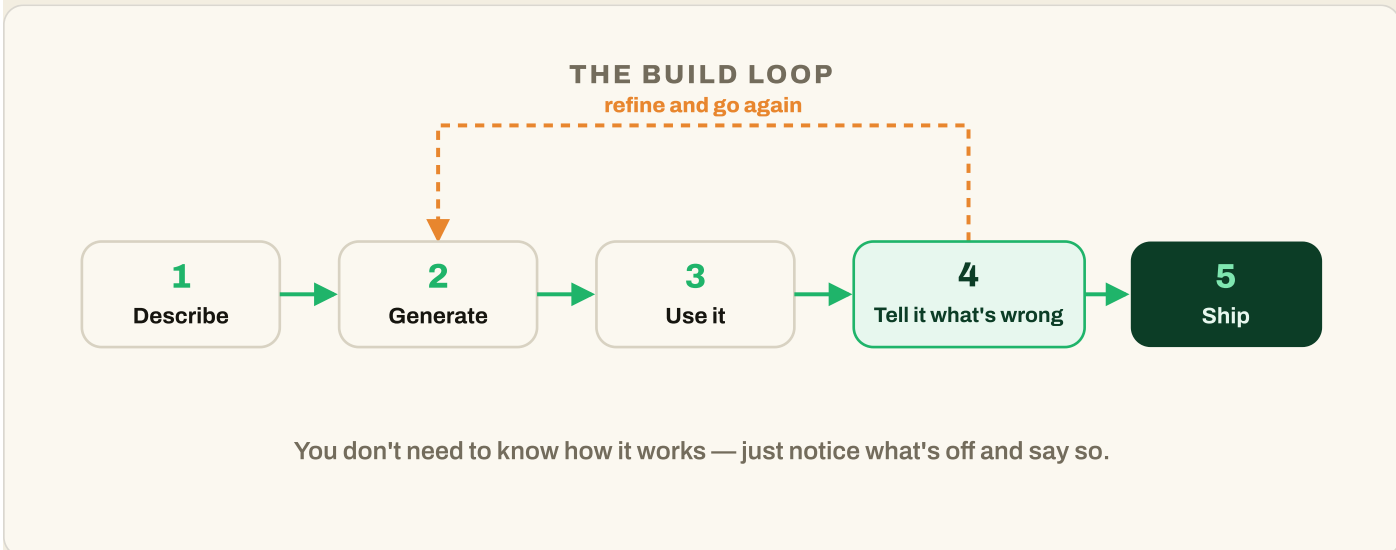 THE BUILD LOOP
refine and go again
1
Describe
2
Generate
3
Use it
4
Tell it what's wrong
5
Ship
You don't need to know how it works — just notice what's off and say so.